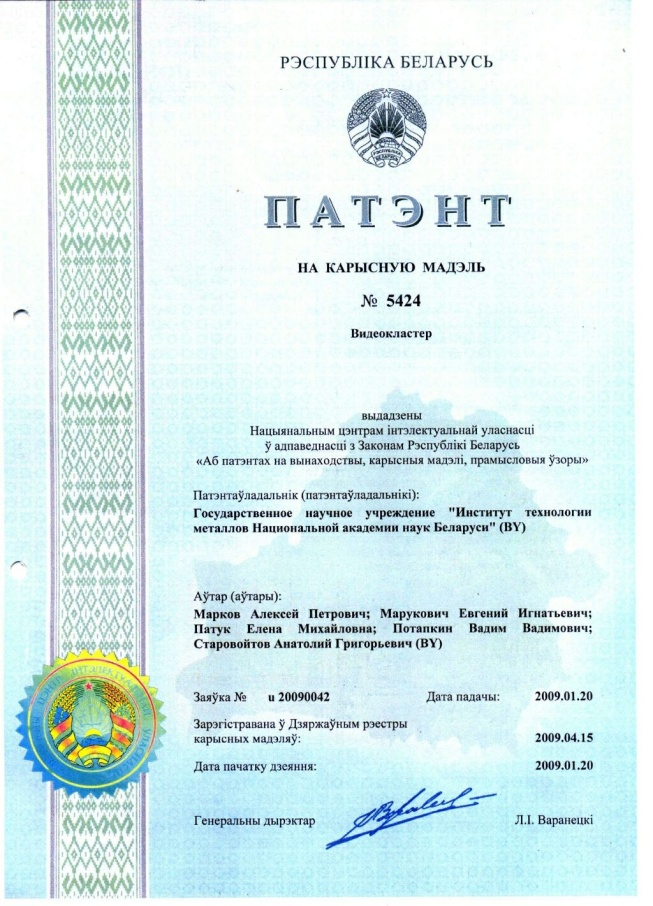 РЭСПУБЛІКА БЕЛАРУСЬ
ПАТЭНТ
НА КАРЫСНУЮ МАДЭЛЬ
№ 5424
Видеокластер
выдадзены
Нацыянальным цэнтрам інтэлектуальнай уласнасці
ў адпаведнасці з Законам Рэспублікі Беларусь
«Аб патэнтах на вынаходствы, карысныя мадэлі, прамысловыя ўзоры»
Патэнтаўладальнік (патэнтаўладальнікі):
Государственное научное учреждение "Институт технологии
металлов Национальной академии наук Беларуси" (BY)
Аўтар (аўтары):
Марков Алексей Петрович; Марукович Евгений Игнатьевич;
Патук Елена Михайловна; Потапкин Вадим Вадимович;
Старовойтов Анатолий Григорьевич (BY)
Заяўка № u 20090042 Дата падачы: 2009.01.20
Зарэгістравана ў Дзяржаўным рэестры
карысных мадэляў: 2009.04.15
Дата пачатку дзеяння: 2009.01.20
Генеральны дырэктар Л.І. Варанецкі